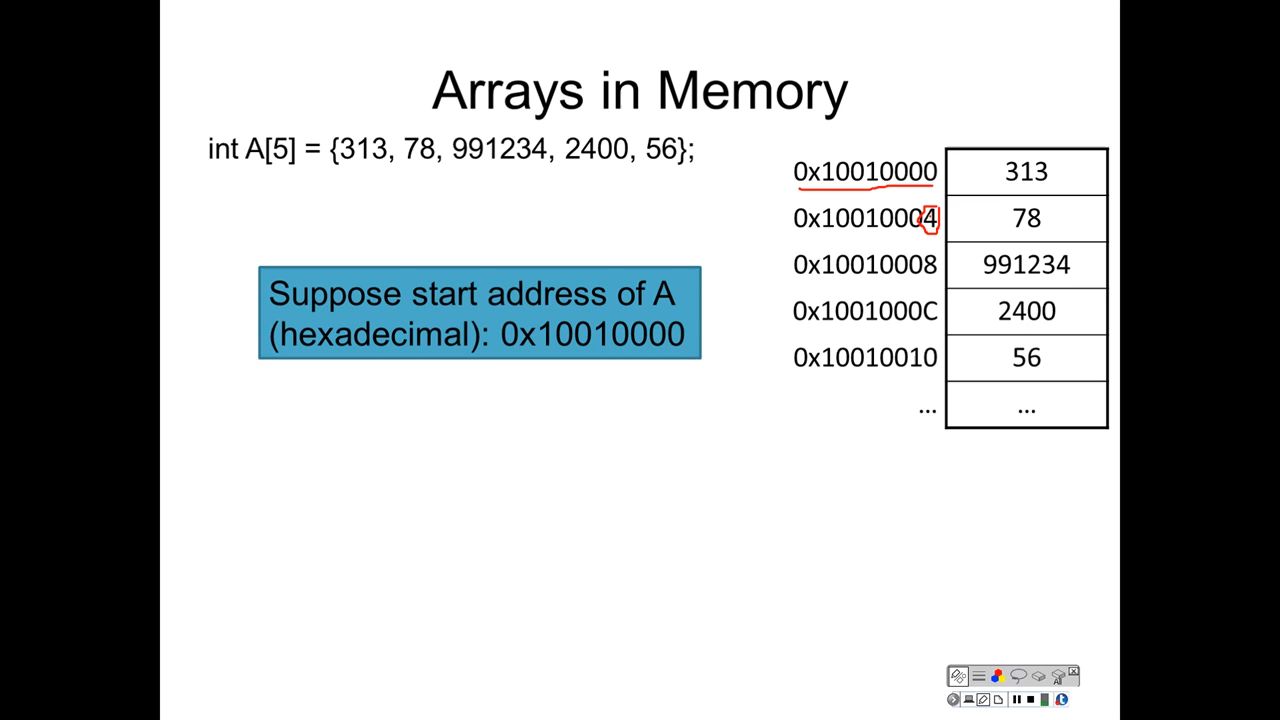 Arrays in Memory
int A[5] = {313, 78, 991234, 2400, 56};
Suppose start address of A
(hexadecimal): 0x10010000
0x10010000 313
0x10010004 78
0x10010008 991234
0x1001000C 2400
0x10010010 56
... ...
All